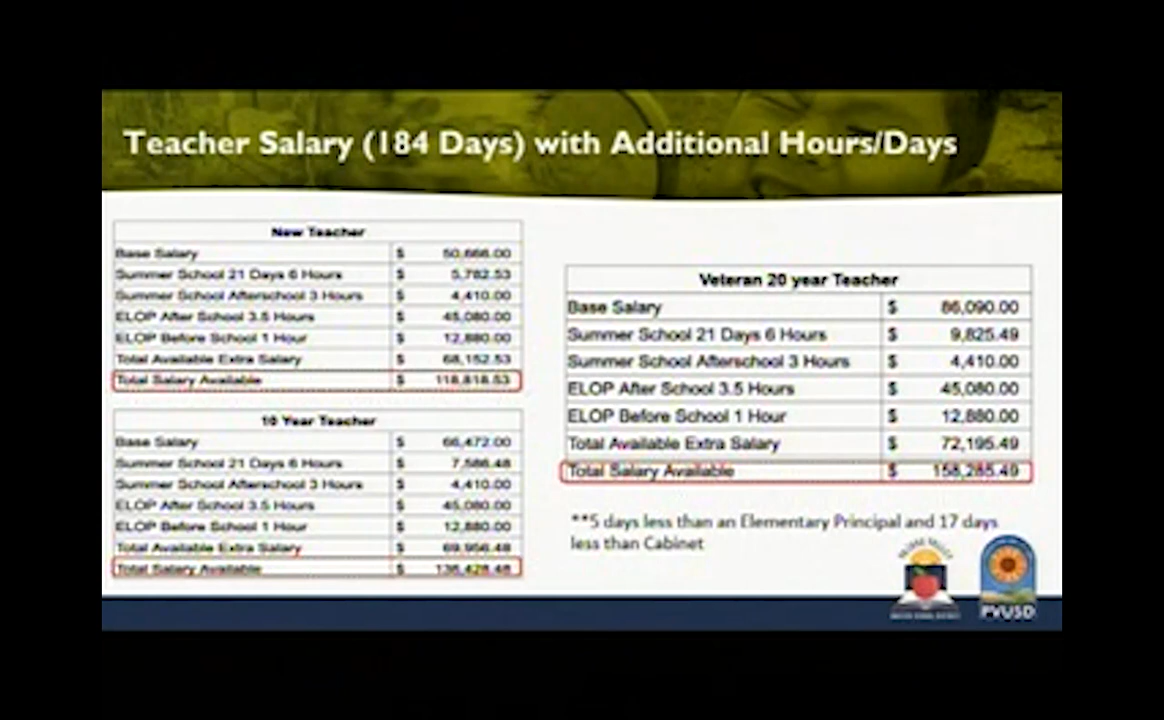 Teacher Salary (184 Days) with Additional Hours/Days
New Teacher
Base Salary $ 50,666.00
Summer School 21 Days 6 Hours $ 5,782.53
Summer School Afterschool 3 Hours $ 4,410.00
ELOP After School 3.5 Hours $ 45,080.00
ELOP Before School 1 Hour $ 12,880.00
Total Available Extra Salary $ 68,152.53
Total Salary Available $ 118,818.53
10 Year Teacher
Base Salary $ 66,472.00
Summer School 21 Days 6 Hours $ 7,586.48
Summer School Afterschool 3 Hours $ 4,410.00
ELOP After School 3.5 Hours $ 45,080.00
ELOP Before School 1 Hour $ 12,880.00
Total Available Extra Salary $ 69,956.48
Total Salary Available $ 136,428.48
Veteran 20 year Teacher
Base Salary $ 86,090.00
Summer School 21 Days 6 Hours $ 9,825.49
Summer School Afterschool 3 Hours $ 4,410.00
ELOP After School 3.5 Hours $ 45,080.00
ELOP Before School 1 Hour $ 12,880.00
Total Available Extra Salary $ 72,195.49
Total Salary Available $ 158,285.49
**5 days less than an Elementary Principal and 17 days
less than Cabinet
PVUSD